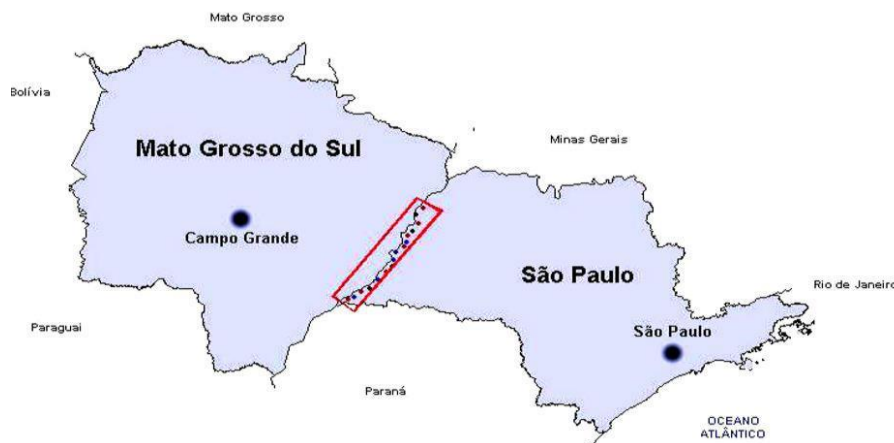 Mato Grosso
Bolívia
Minas Gerais
Mato Grosso do Sul
Campo Grande
São Paulo
Rio de Janeiro
Paraguai
São Paulo
Paraná
OCEANO
ATLÂNTICO